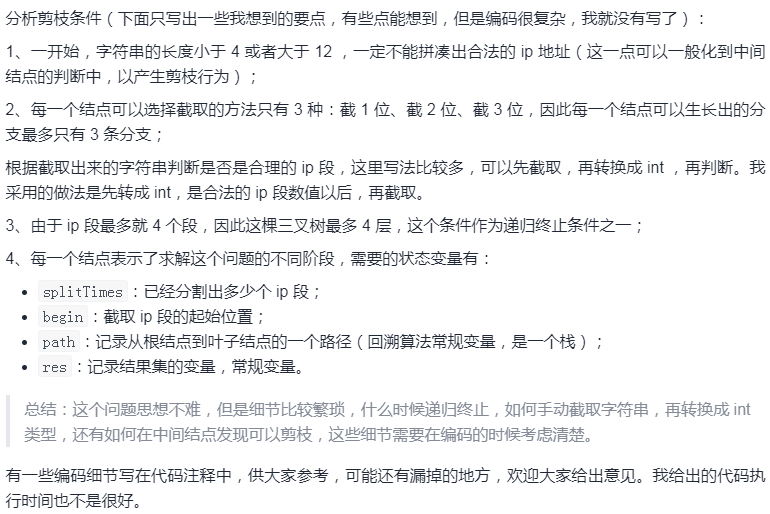 分析剪枝条件（下面只写出一些我想到的要点，有些点能想到，但是编码很复杂，我就没有写了）：
1、一开始，字符串的长度小于 4 或者大于 12 ，一定不能拼凑出合法的 ip 地址（这一点可以一般化到中间
结点的判断中，以产生剪枝行为）；
2、每一个结点可以选择截取的方法只有 3 种：截 1 位、截 2 位、截 3 位，因此每一个结点可以生长出的分
支最多只有 3 条分支；
根据截取出来的字符串判断是否是合理的 ip 段，这里写法比较多，可以先截取，再转换成 int ，再判断。我
采用的做法是先转成 int，是合法的 ip 段数值以后，再截取。
3、由于 ip 段最多就 4 个段，因此这棵三叉树最多 4 层，这个条件作为递归终止条件之一；
4、每一个结点表示了求解这个问题的不同阶段，需要的状态变量有：
• splitTimes：已经分割出多少个 ip 段；
• begin：截取 ip 段的起始位置；
• path：记录从根结点到叶子结点的一个路径（回溯算法常规变量，是一个栈）；
• res：记录结果集的变量，常规变量。
总结：这个问题思想不难，但是细节比较繁琐，什么时候递归终止，如何手动截取字符串，再转换成 int
类型，还有如何在中间结点发现可以剪枝，这些细节需要在编码的时候考虑清楚。
有一些编码细节写在代码注释中，供大家参考，可能还有漏掉的地方，欢迎大家给出意见。我给出的代码执
行时间也不是很好。